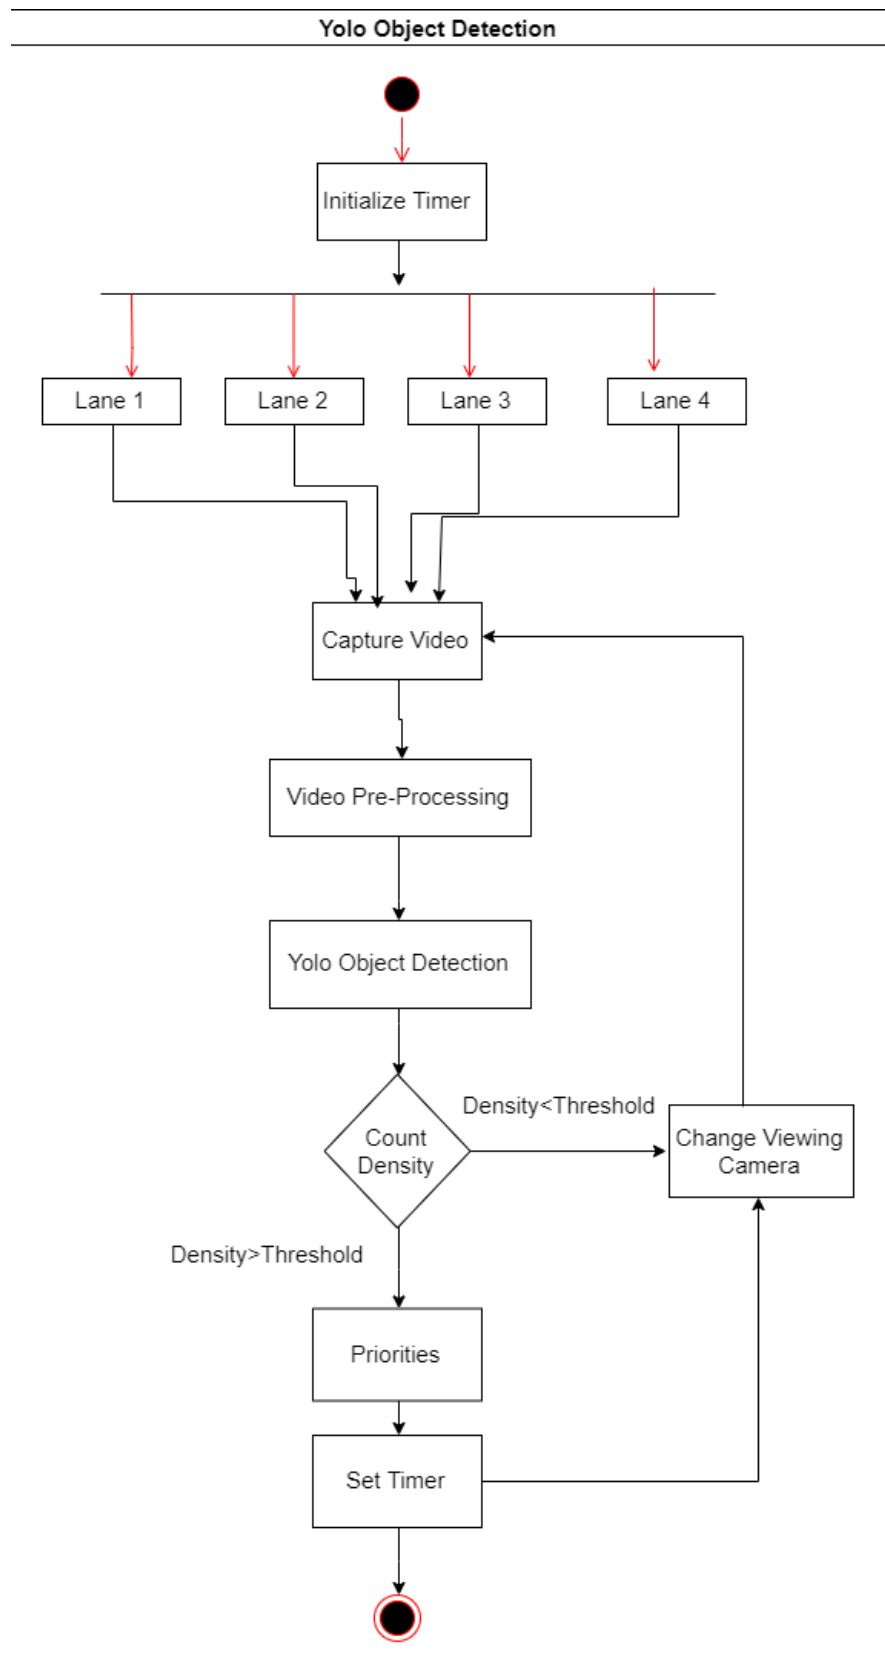 Yolo Object Detection
Initialize Timer
Lane 1
Lane 2
Lane 3
Lane 4
Capture Video
Video Pre-Processing
Yolo Object Detection
Count
Density
Density<Threshold
Change Viewing
Camera
Density>Threshold
Priorities
Set Timer